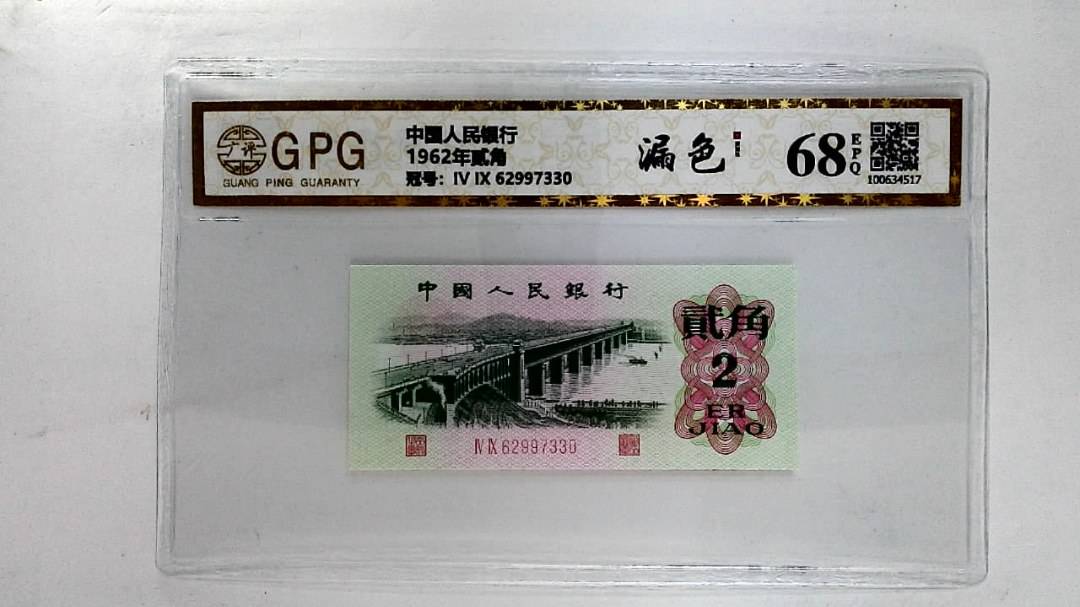 GPG
GUANG PING GUARANTY
中國人民銀行
1962年贰角
冠号: IV IX 62997330
漏色
68
EPQ
100634517
中國人民銀行
貳角
2
ER
JIAO
IV IX 62997330